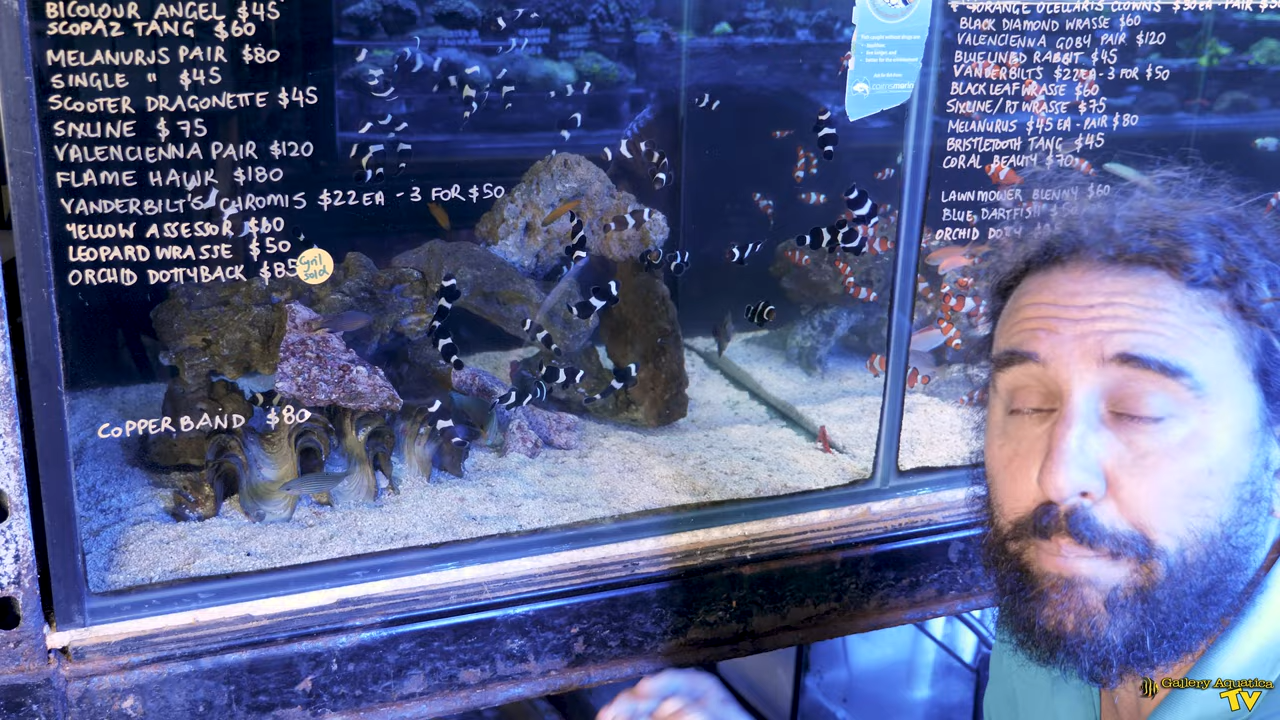 BICOLOUR ANGEL $45
SCOPAZ TANG $60
MELANURUS PAIR $80
SINGLE " $45
SCOOTER DRAGONETTE $45
SIXLINE $75
VALENCIENNA PAIR $120
FLAME HAWK $180
VANDERBILT'S CHROMIS $22EA - 3 FOR $50
YELLOW ASSESSOR $60
LEOPARD WRASSE $50
ORCHID DOTTYBACK $85
Cyril sold
COPPERBAND $80
ORANGE OCELLARIS CLOWNS
BLACK DIAMOND WRASSE $60
VALENCIENNA GOBY PAIR $120
BLUELINED RABBIT $45
VANDERBILTS $22EA - 3 FOR $50
BLACK LEAF WRASSE $60
SIXLINE/PJ WRASSE $75
MELANURUS $45EA - PAIR $80
BRISTLETOOTH TANG $45
CORAL BEAUTY $70
LAWNMOWER BLENNY $60
BLUE DARTFISH
ORCHID
cairnsmarine
Gallery Aquatica
TV